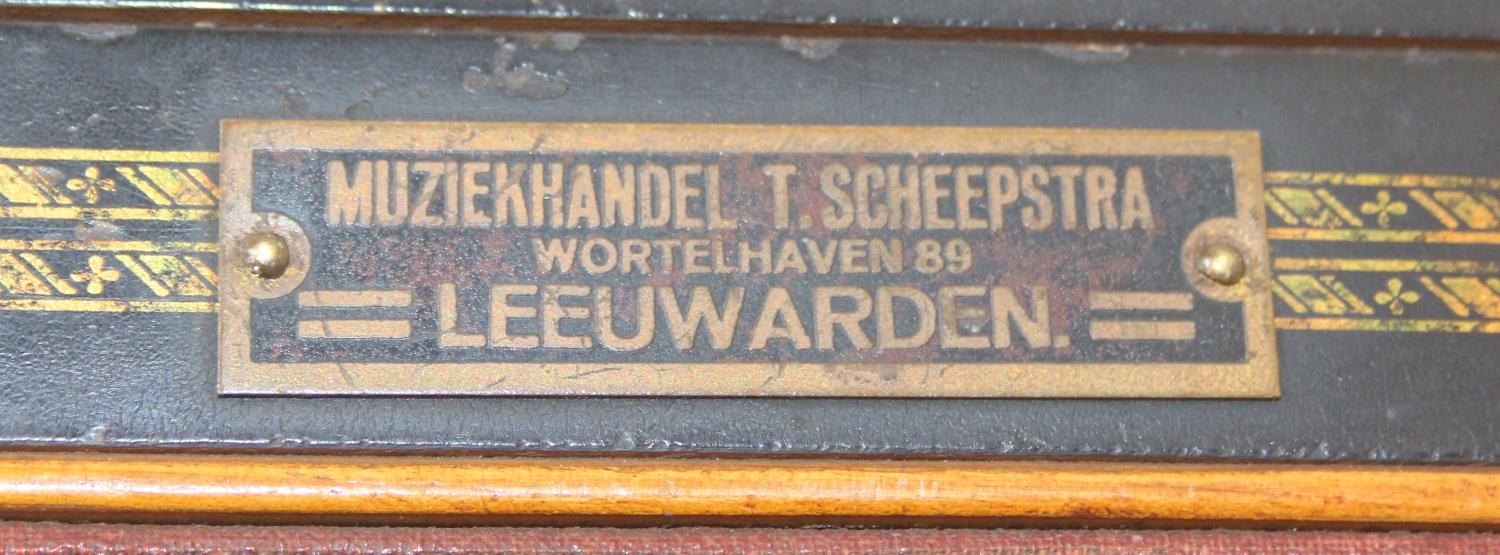 MUZIEKHANDEL T. SCHEEPSTRA
WORTELHAVEN 89
LEEUWARDEN.